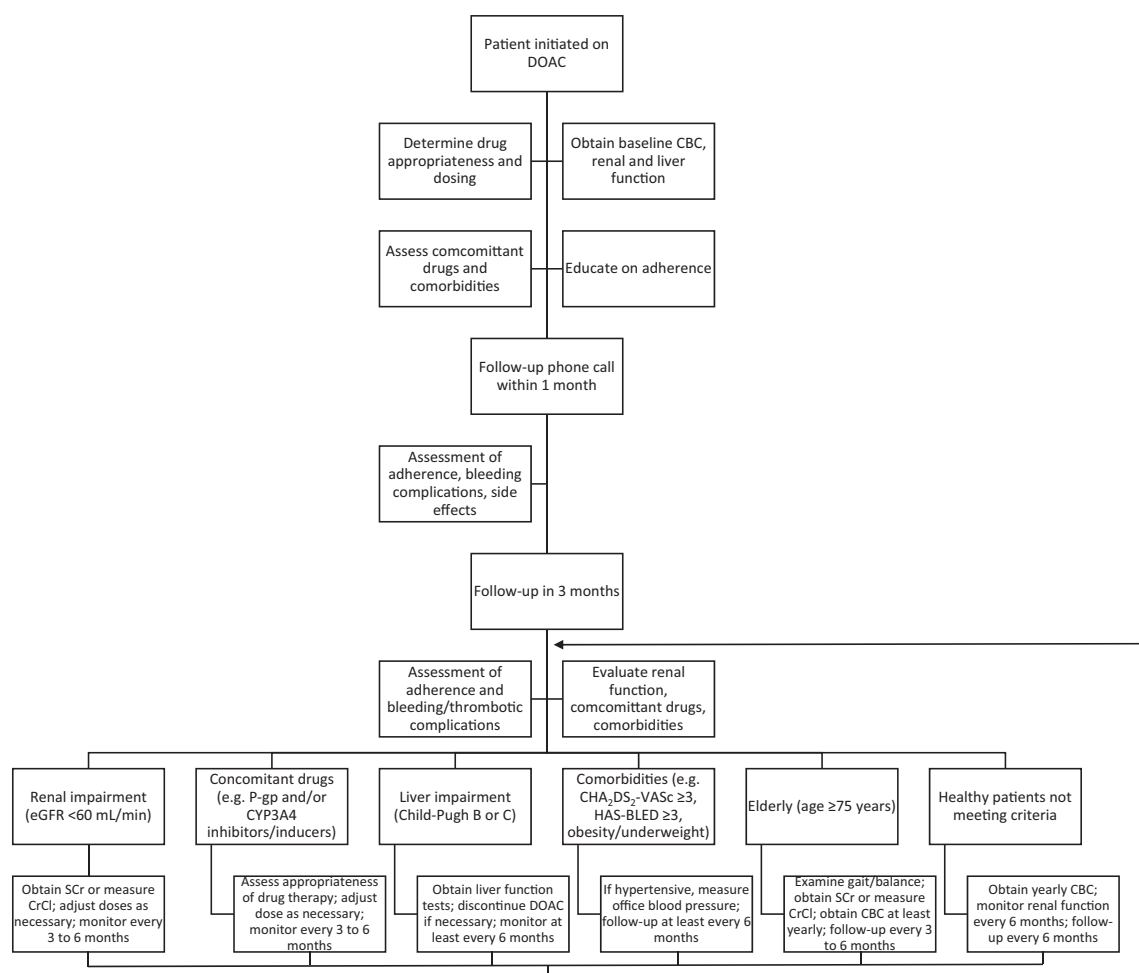 Patient initiated on
DOAC
Determine drug
appropriateness and
dosing
Obtain baseline CBC,
renal and liver
function
Assess comcomittant
drugs and
comorbidities
Educate on adherence
Follow-up phone call
within 1 month
Assessment of
adherence, bleeding
complications, side
effects
Follow-up in 3 months
Assessment of
adherence and
bleeding/thrombotic
complications
Evaluate renal
function,
comcomittant drugs,
comorbidities
Renal impairment
(eGFR <60 mL/min)
Concomitant drugs
(e.g. P-gp and/or
CYP3A4
inhibitors/inducers)
Liver impairment
(Child-Pugh B or C)
Comorbidities (e.g.
CHA₂DS₂-VASc ≥3,
HAS-BLED ≥3,
obesity/underweight)
Elderly (age ≥75 years)
Healthy patients not
meeting criteria
Obtain SCr or measure
CrCl; adjust doses as
necessary; monitor every
3 to 6 months
Assess appropriateness
of drug therapy; adjust
dose as necessary;
monitor every 3 to 6
months
Obtain liver function
tests; discontinue DOAC
if necessary; monitor at
least every 6 months
If hypertensive, measure
office blood pressure;
follow-up at least every 6
months
Examine gait/balance;
obtain SCr or measure
CrCl; obtain CBC at least
yearly; follow-up every 3
to 6 months
Obtain yearly CBC;
monitor renal function
every 6 months; follow-
up every 6 months